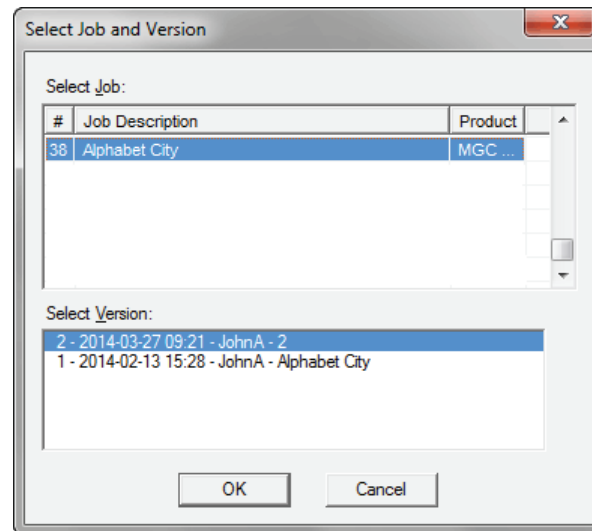 Select Job and Version
x
Select Job:
# Job Description Product
38 Alphabet City MGC ...
Select Version:
2 - 2014-03-27 09:21 - JohnA - 2
1 - 2014-02-13 15:28 - JohnA - Alphabet City
OK Cancel